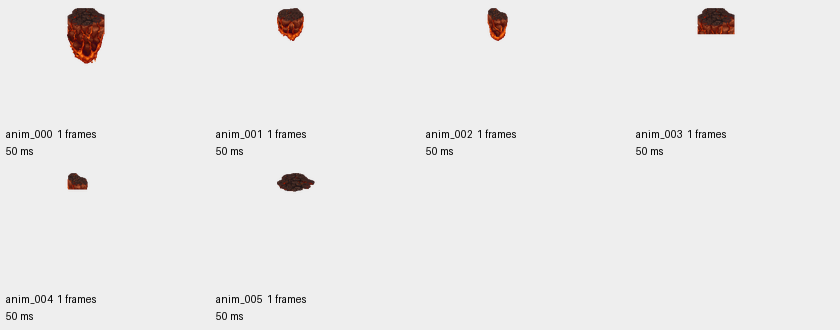 anim_000 1 frames
50 ms
anim_001 1 frames
50 ms
anim_002 1 frames
50 ms
anim_003 1 frames
50 ms
anim_004 1 frames
50 ms
anim_005 1 frames
50 ms